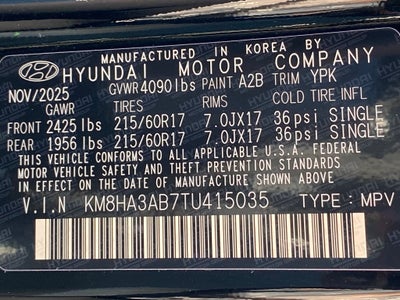 MANUFACTURED IN KOREA BY
HYUNDAI MOTOR COMPANY
NOV/2025 GVWR 4090lbs PAINT A2B TRIM YPK
GAWR TIRES RIMS COLD TIRE INFL
FRONT 2425 lbs 215/60R17 7.0JX17 36psi SINGLE
REAR 1956 lbs 215/60R17 7.0JX17 36psi SINGLE
THIS VEHICLE CONFORMS TO ALL APPLICABLE U.S.A. FEDERAL
MOTOR VEHICLE SAFETY AND THEFT PREVENTION STANDARDS
IN EFFECT ON THE DATE OF MANUFACTURE SHOWN ABOVE.
V.I.N KM8HA3AB7TU415035 TYPE: MPV